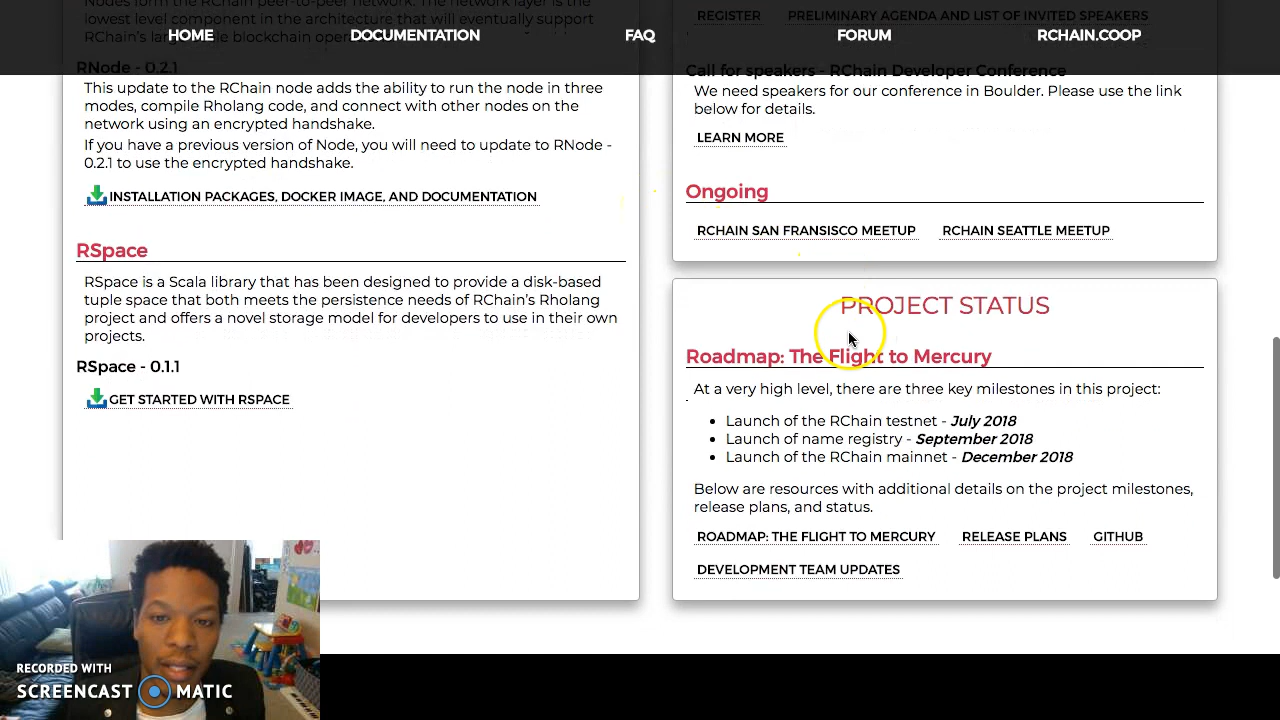 Nodes form the RChain peer-to-peer network. The network layer is the
lowest level component in the architecture that will eventually support
RChain's blockchain
HOME DOCUMENTATION FAQ FORUM RCHAIN.COOP
RNode - 0.2.1
This update to the RChain node adds the ability to run the node in three
modes, compile Rholang code, and connect with other nodes on the
network using an encrypted handshake.
If you have a previous version of Node, you will need to update to RNode -
0.2.1 to use the encrypted handshake.
INSTALLATION PACKAGES, DOCKER IMAGE, AND DOCUMENTATION
RSpace
RSpace is a Scala library that has been designed to provide a disk-based
tuple space that both meets the persistence needs of RChain's Rholang
project and offers a novel storage model for developers to use in their own
projects.
RSpace - 0.1.1
GET STARTED WITH RSPACE
REGISTER PRELIMINARY AGENDA AND LIST OF INVITED SPEAKERS
Call for speakers - RChain Developer Conference
We need speakers for our conference in Boulder. Please use the link
below for details.
LEARN MORE
Ongoing
RCHAIN SAN FRANSISCO MEETUP RCHAIN SEATTLE MEETUP
PROJECT STATUS
Roadmap: The Flight to Mercury
At a very high level, there are three key milestones in this project:
• Launch of the RChain testnet - July 2018
• Launch of name registry - September 2018
• Launch of the RChain mainnet - December 2018
Below are resources with additional details on the project milestones,
release plans, and status.
ROADMAP: THE FLIGHT TO MERCURY RELEASE PLANS GITHUB
DEVELOPMENT TEAM UPDATES
RECORDED WITH
SCREENCAST MATIC